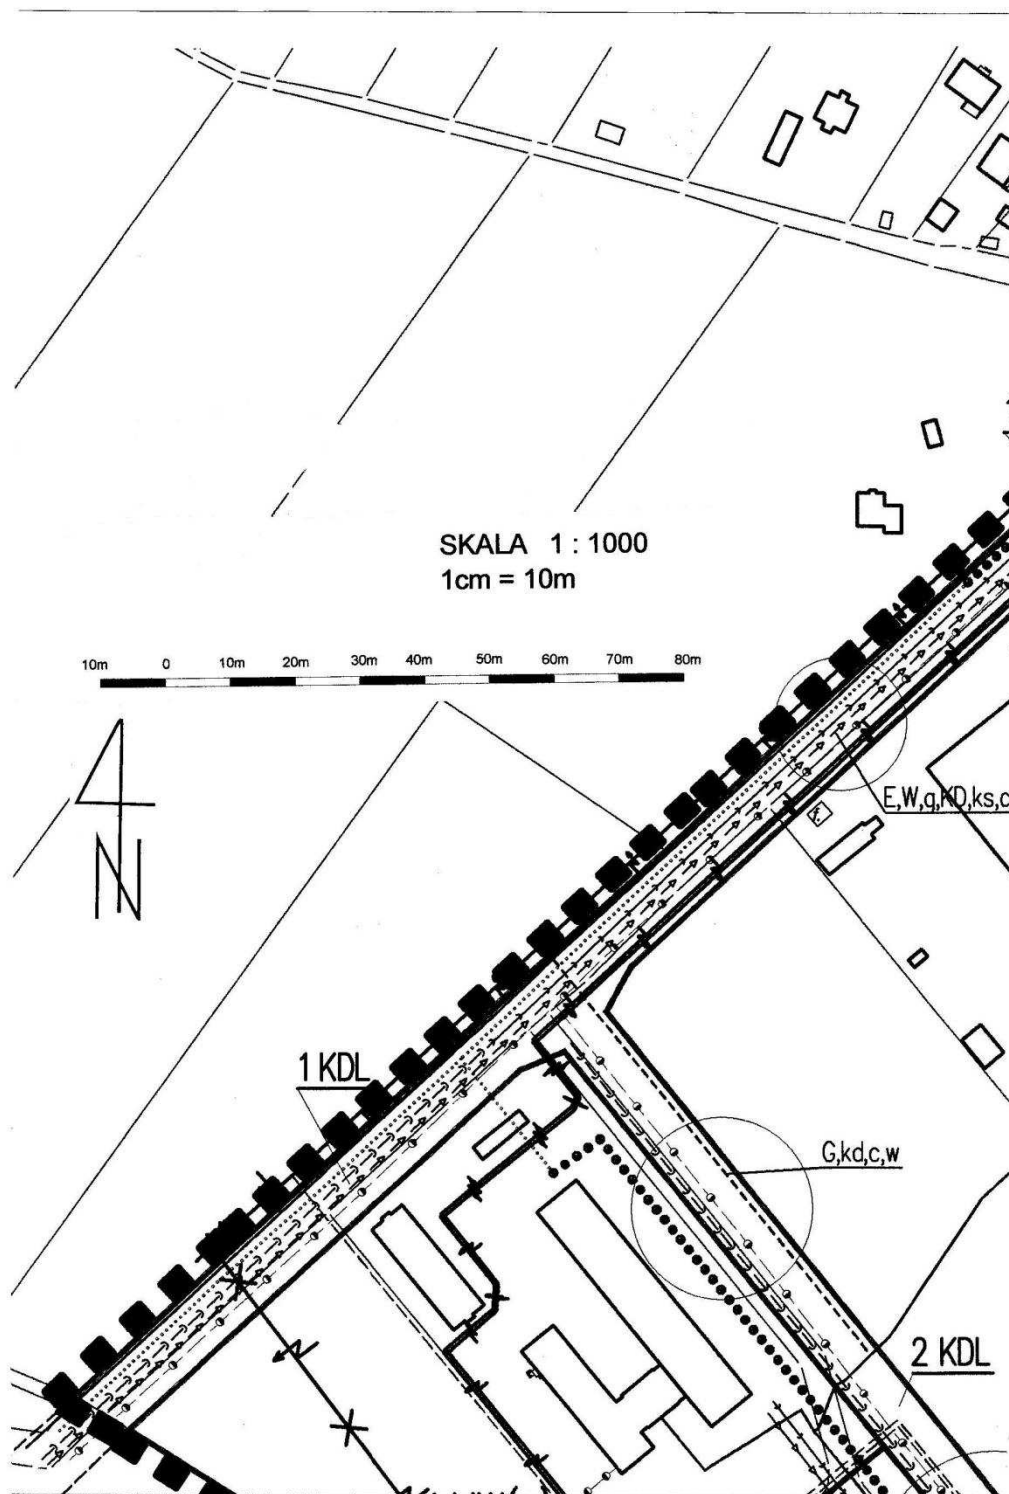 SKALA 1 : 1000
1cm = 10m
10m 0 10m 20m 30m 40m 50m 60m 70m 80m
N
E,W,g,KD,ks,c
f.
1 KDL
G,kd,c,w
2 KDL